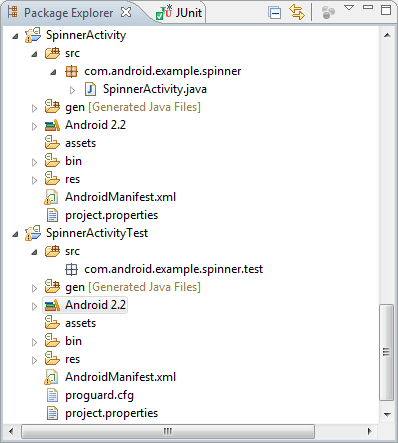 Package Explorer JUnit
SpinnerActivity
src
com.android.example.spinner
SpinnerActivity.java
gen [Generated Java Files]
Android 2.2
assets
bin
res
AndroidManifest.xml
project.properties
SpinnerActivityTest
src
com.android.example.spinner.test
gen [Generated Java Files]
Android 2.2
assets
bin
res
AndroidManifest.xml
proguard.cfg
project.properties